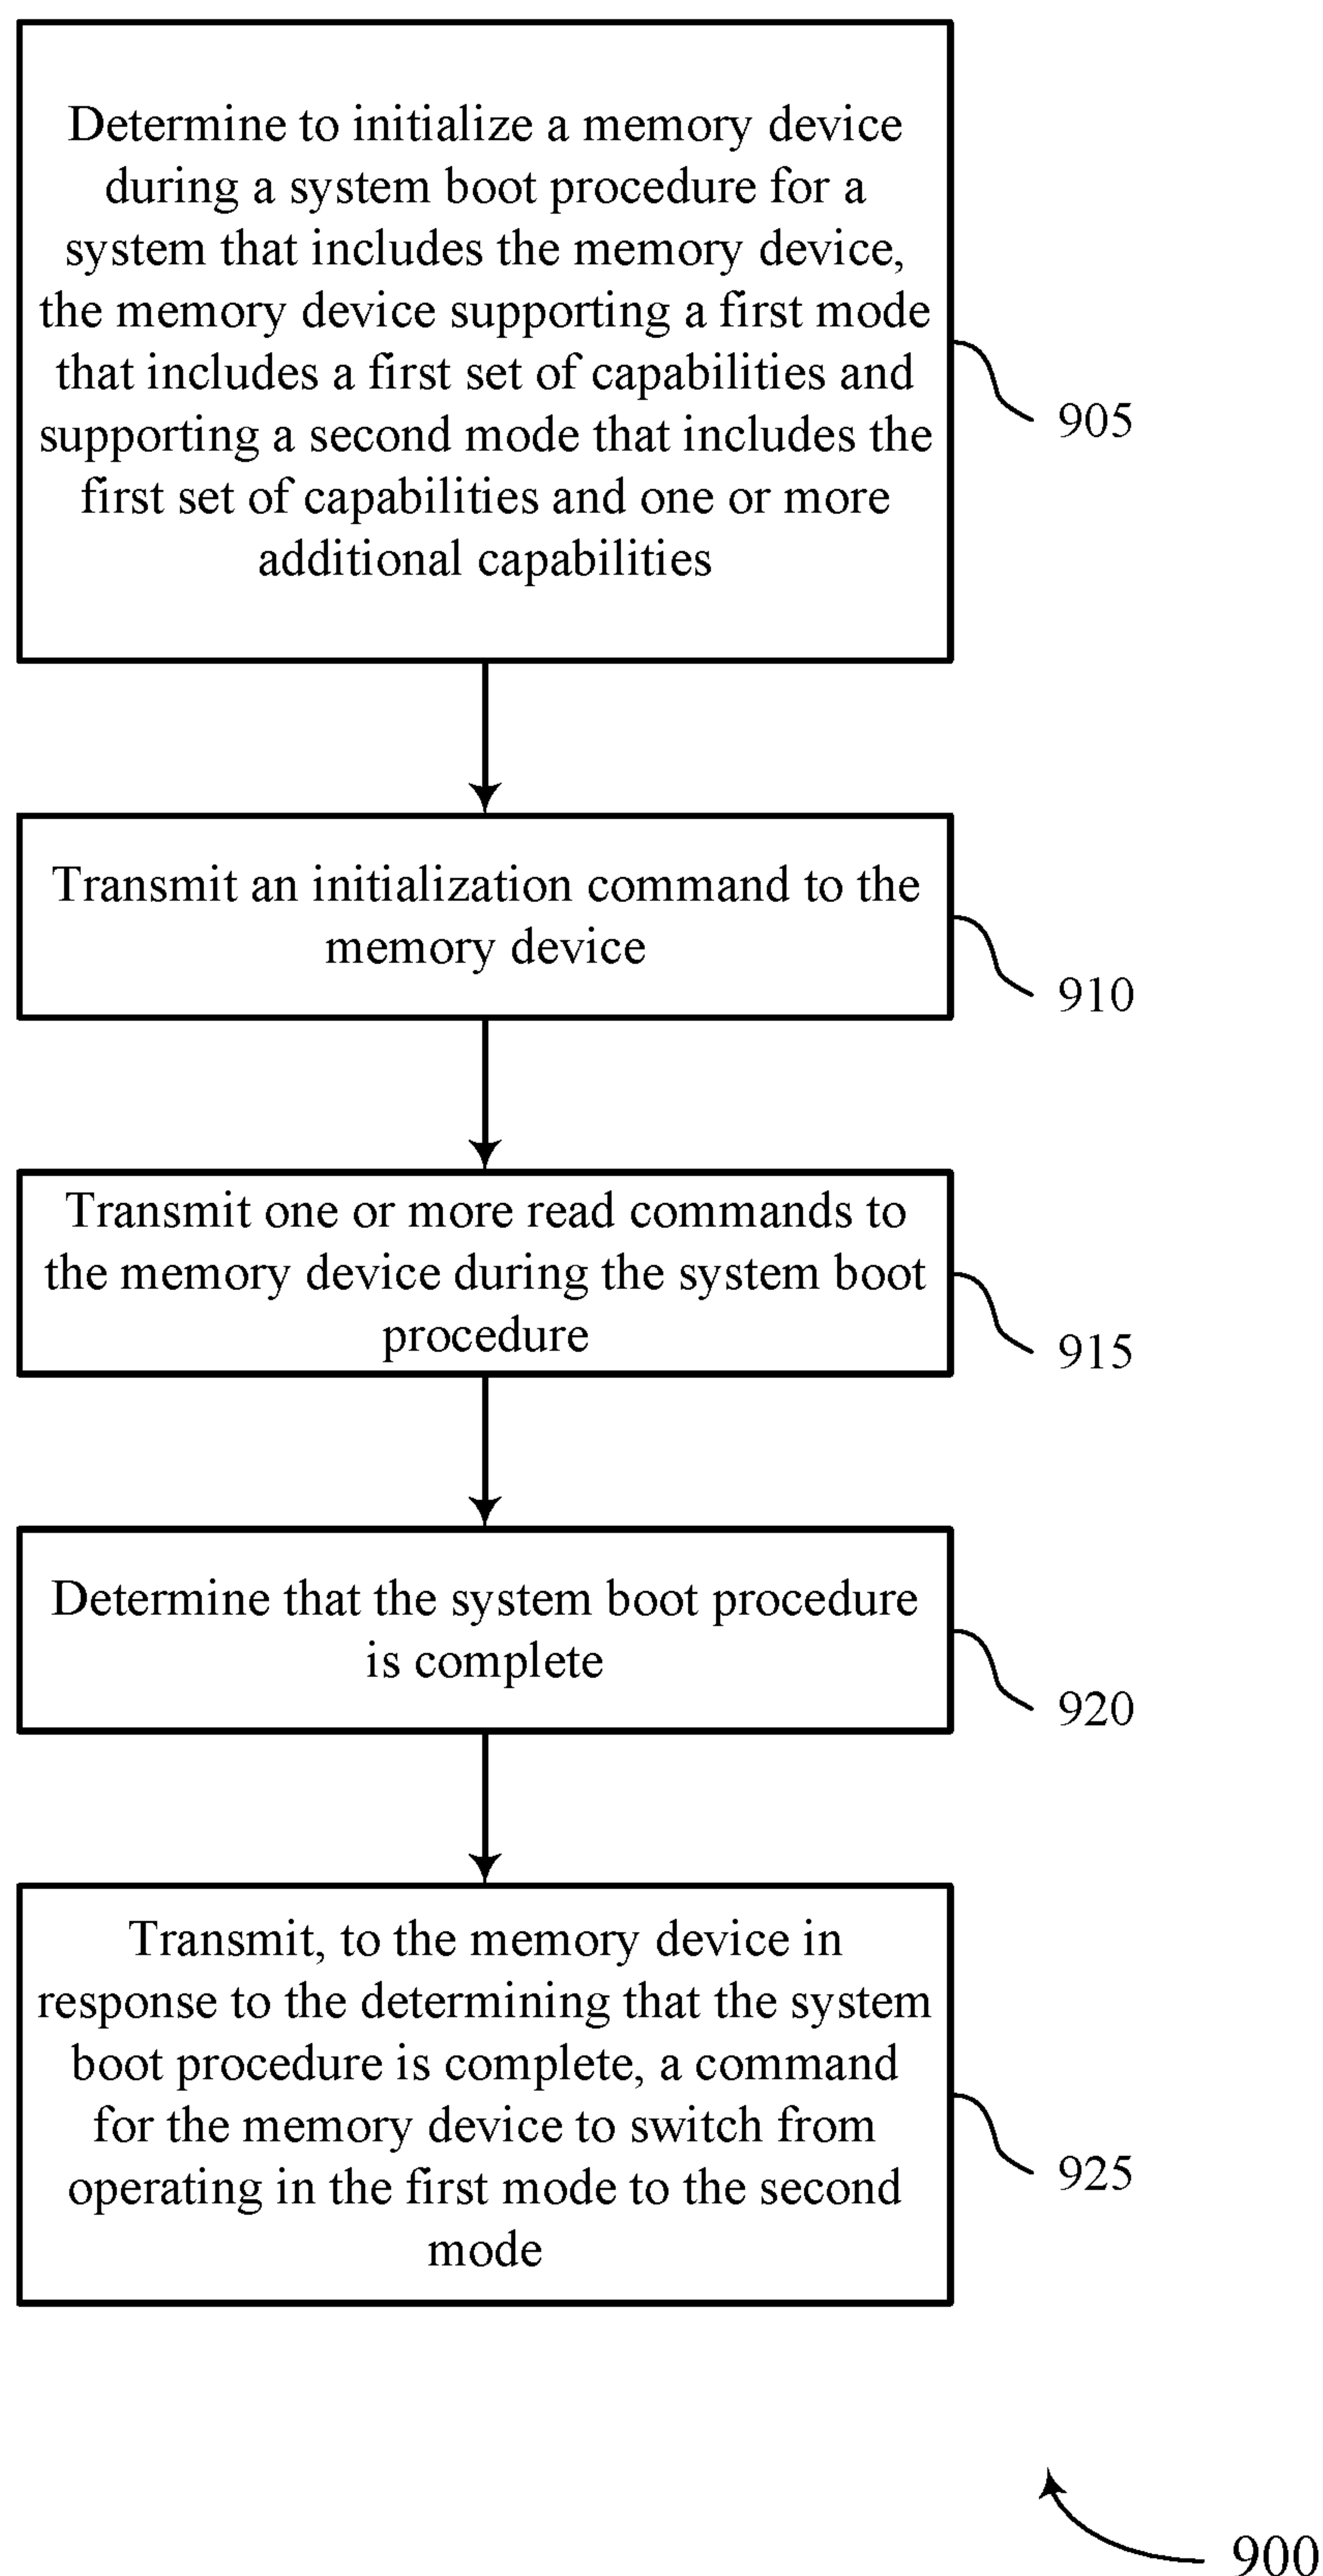 Determine to initialize a memory device
during a system boot procedure for a
system that includes the memory device,
the memory device supporting a first mode
that includes a first set of capabilities and
supporting a second mode that includes the
first set of capabilities and one or more
additional capabilities
905
Transmit an initialization command to the
memory device
910
Transmit one or more read commands to
the memory device during the system boot
procedure
915
Determine that the system boot procedure
is complete
920
Transmit, to the memory device in
response to the determining that the system
boot procedure is complete, a command
for the memory device to switch from
operating in the first mode to the second
mode
925
900